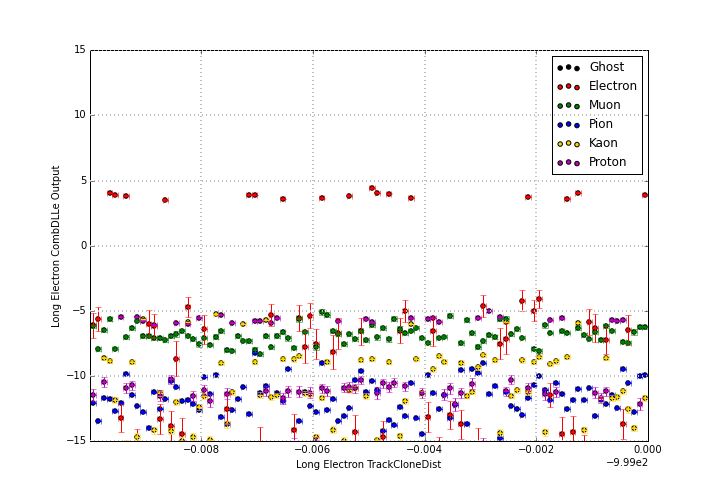 15
10
5
0
−5
−10
−15
Long Electron CombDLLe Output
Ghost
Electron
Muon
Pion
Kaon
Proton
−0.008
−0.006
−0.004
−0.002
0.000
Long Electron TrackCloneDist
−9.99e2